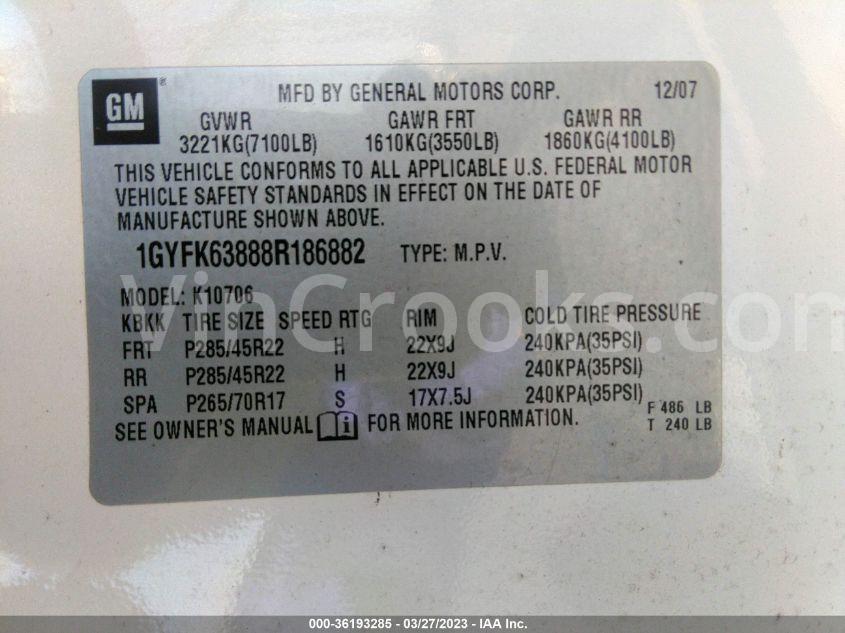 GM ® MFD BY GENERAL MOTORS CORP. 12/07
GVWR GAWR FRT GAWR RR
3221KG(7100LB) 1610KG(3550LB) 1860KG(4100LB)
THIS VEHICLE CONFORMS TO ALL APPLICABLE U.S. FEDERAL MOTOR
VEHICLE SAFETY STANDARDS IN EFFECT ON THE DATE OF
MANUFACTURE SHOWN ABOVE.
1GYFK63888R186882 TYPE: M.P.V.
VinCrooks.com
MODEL: K10706
KBKK TIRE SIZE SPEED RTG RIM COLD TIRE PRESSURE
FRT P285/45R22 H 22X9J 240KPA(35PSI)
RR P285/45R22 H 22X9J 240KPA(35PSI)
SPA P265/70R17 S 17X7.5J 240KPA(35PSI)
SEE OWNER'S MANUAL i FOR MORE INFORMATION.
F 486 LB
T 240 LB
000-36193285 - 03/27/2023 - IAA Inc.